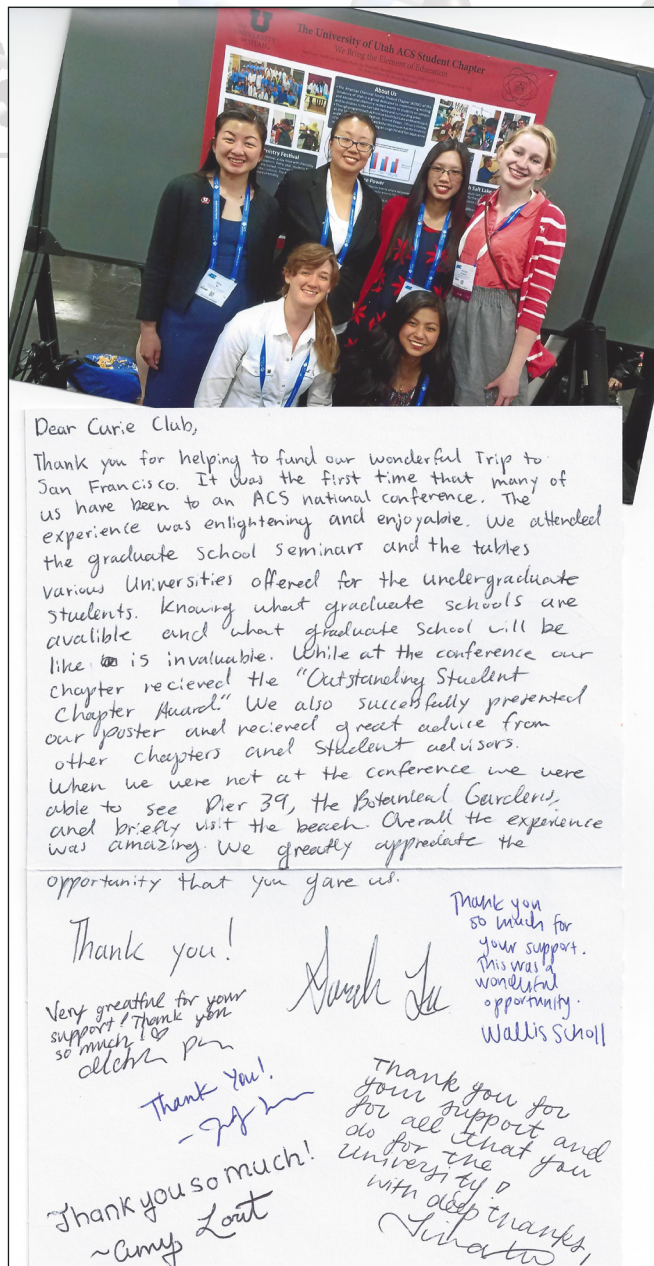 The University of Utah ACS Student Chapter
We Bring the Element of Education
About Us
Dear Curie Club,
Thank you for helping to fund our wonderful Trip to
San Francisco. It was the first time that many of
us have been to an ACS national conference. The
experience was enlightening and enjoyable. We attended
the graduate school seminars and the tables
various Universities offered for the undergraduate
students. Knowing what graduate schools are
avalible and what graduate school will be
like is invaluable. While at the conference our
chapter recieved the "Outstanding Student
Chapter Award." We also successfully presented
our poster and recieved great advice from
other chapters and student advisors.
When we were not at the conference we were
able to see Pier 39, the Botanical Gardens,
and briefly visit the beach. Overall the experience
was amazing. We greatly appreciate the
opportunity that you gave us.
Thank you!
Sarah
Thank you
so much for
your support.
This was a
wonderful
opportunity.
Wallis Scholl
Very greatful for your
support! Thank you
so much!
Thank You!
Thank you for
your support and
for all that you
do for the
University!
with deep thanks,
Thank you so much!
~Amy